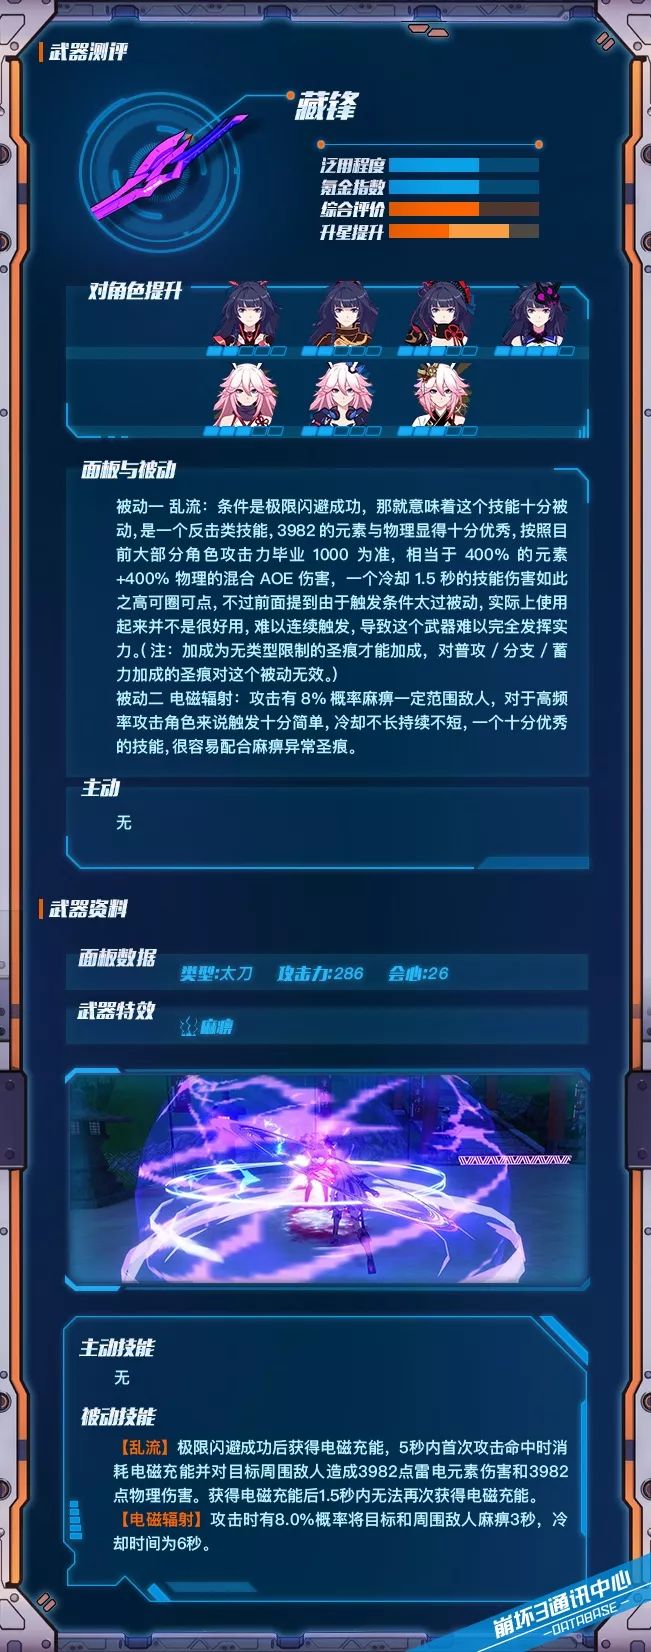 武器测评
藏锋
泛用程度
氪金指数
综合评价
升星提升
对角色提升
面板与被动
被动一 乱流：条件是极限闪避成功，那就意味着这个技能十分被
动，是一个反击类技能，3982 的元素与物理显得十分优秀，按照目
前大部分角色攻击力毕业 1000 为准，相当于 400% 的元素
+400% 物理的混合 AOE 伤害，一个冷却 1.5 秒的技能伤害如此
之高可圈可点，不过前面提到由于触发条件太过被动，实际上使用
起来并不是很好用，难以连续触发，导致这个武器难以完全发挥实
力。（注：加成为无类型限制的圣痕才能加成，对普攻 / 分支 / 蓄
力加成的圣痕对这个被动无效。）
被动二 电磁辐射：攻击有 8% 概率麻痹一定范围敌人，对于高频
率攻击角色来说触发十分简单，冷却不长持续不短，一个十分优秀
的技能，很容易配合麻痹异常圣痕。
主动
无
武器资料
面板数据
类型:太刀 攻击力:286 会心:26
武器特效
麻痹
主动技能
无
被动技能
【乱流】极限闪避成功后获得电磁充能，5秒内首次攻击命中时消
耗电磁充能并对目标周围敌人造成3982点雷电元素伤害和3982
点物理伤害。获得电磁充能后1.5秒内无法再次获得电磁充能。
【电磁辐射】攻击时有8.0%概率将目标和周围敌人麻痹3秒，冷
却时间为6秒。
崩坏3通讯中心
DATABASE